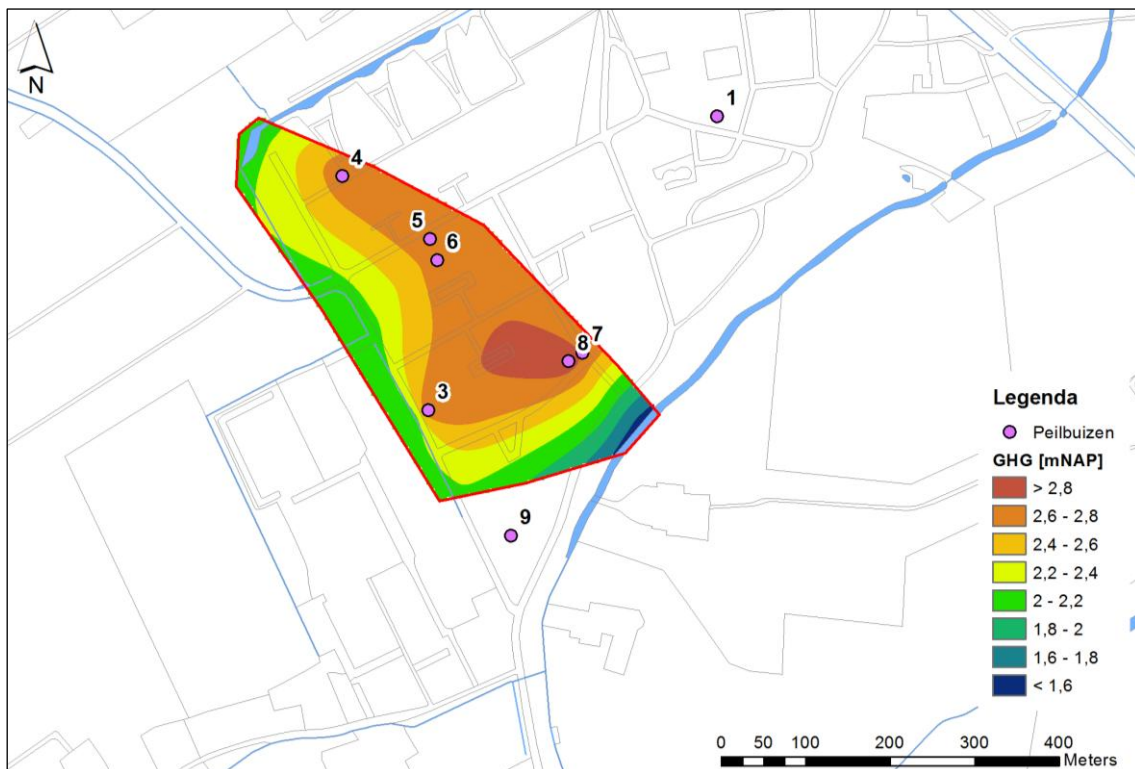 N
1
4
5
6
7
8
3
9
Legenda
Peilbuizen
GHG [mNAP]
> 2,8
2,6 - 2,8
2,4 - 2,6
2,2 - 2,4
2 - 2,2
1,8 - 2
1,6 - 1,8
< 1,6
0 50 100 200 300 400
Meters